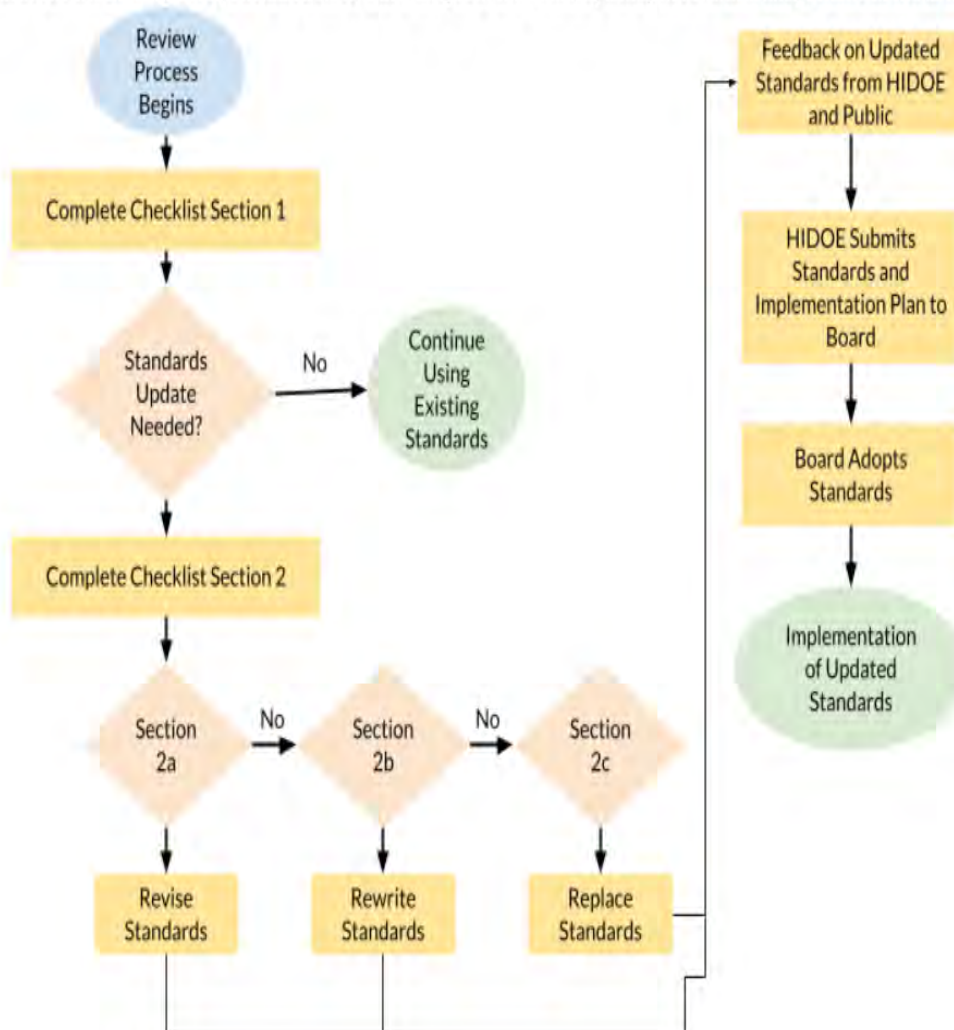 Review
Process
Begins
Complete Checklist Section 1
Standards
Update
Needed?
No
Continue
Using
Existing
Standards
Complete Checklist Section 2
Section
2a
No
Section
2b
No
Section
2c
Revise
Standards
Rewrite
Standards
Replace
Standards
Feedback on Updated
Standards from HIDOE
and Public
HIDOE Submits
Standards and
Implementation Plan to
Board
Board Adopts
Standards
Implementation
of Updated
Standards